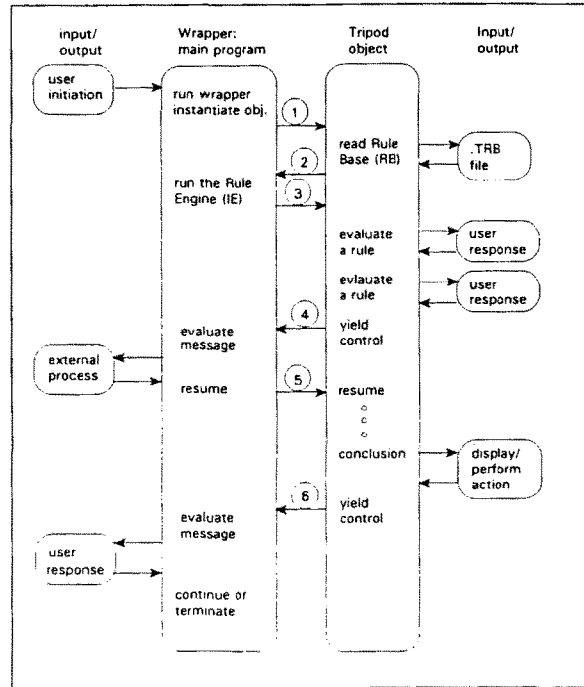 input/
output
Wrapper:
main program
Tripod
object
Input/
output
user
initiation
run wrapper
instantiate obj.
1
read Rule
Base (RB)
.TRB
file
2
run the Rule
Engine (IE)
3
evaluate
a rule
user
response
evlauate
a rule
user
response
4
yield
control
evaluate
message
external
process
resume
5
resume
conclusion
display/
perform
action
6
yield
control
evaluate
message
user
response
continue or
terminate